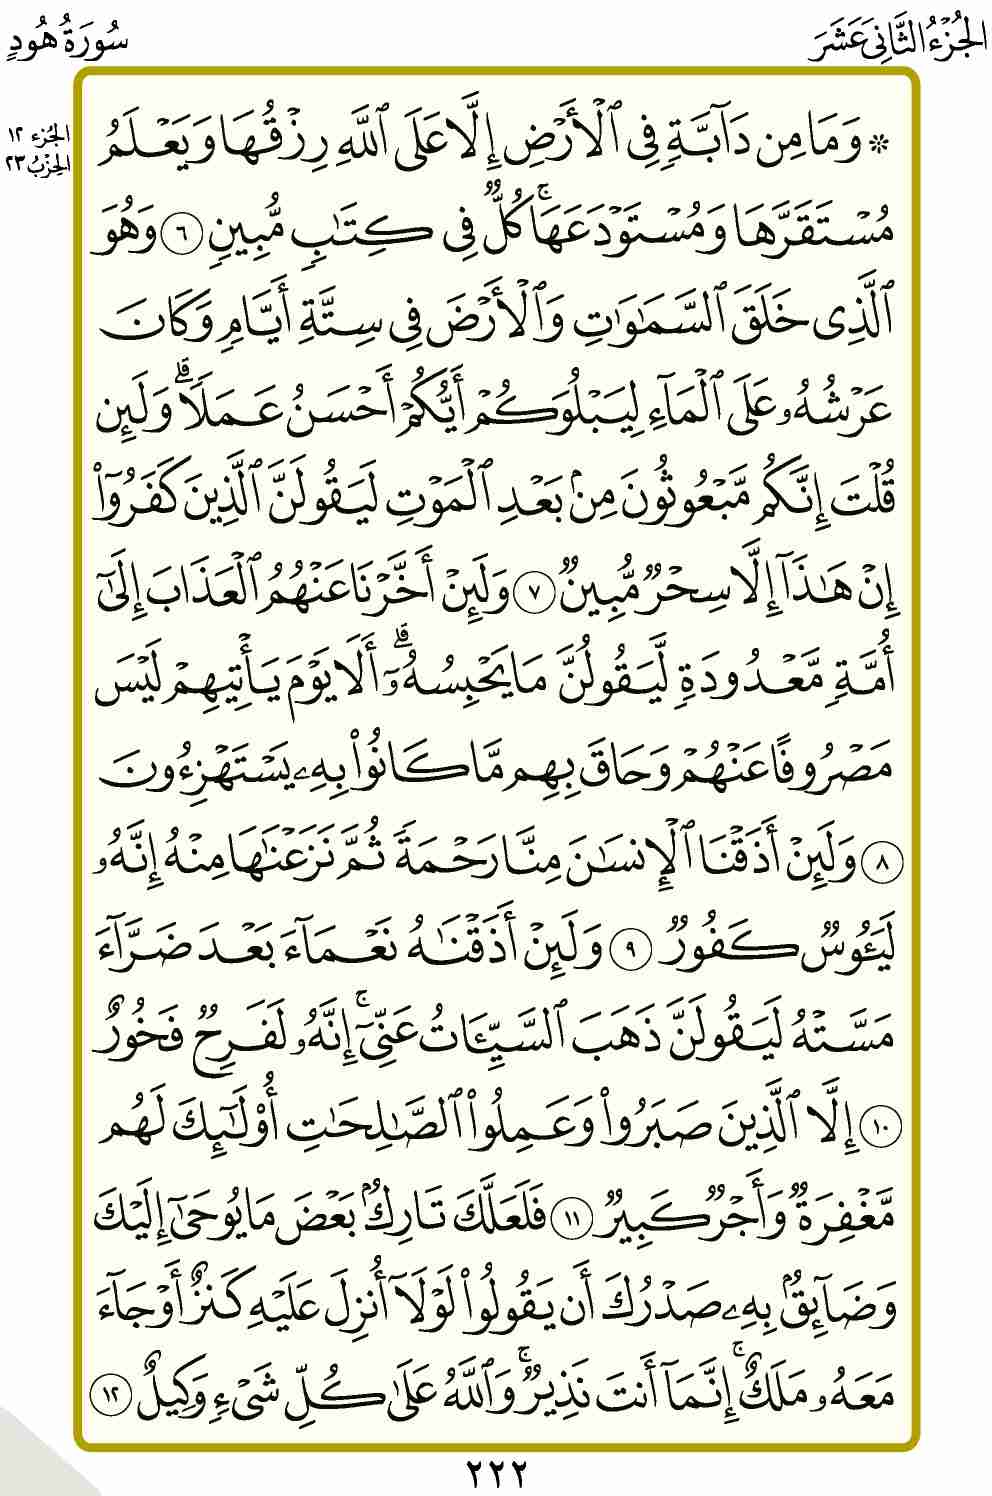 الجُزْءُ الثَّانِيَ عَشَرَ
سُورَةُ هُودٍ
الجزء ١٢
الحِزْبُ ٢٣
۞ وَمَا مِن دَآبَّةٍ فِي ٱلْأَرْضِ إِلَّا عَلَى ٱللَّهِ رِزْقُهَا وَيَعْلَمُ
مُسْتَقَرَّهَا وَمُسْتَوْدَعَهَاۚ كُلٌّ فِي كِتَٰبٍ مُّبِينٍ ٦ وَهُوَ
ٱلَّذِي خَلَقَ ٱلسَّمَٰوَٰتِ وَٱلْأَرْضَ فِي سِتَّةِ أَيَّامٍ وَكَانَ
عَرْشُهُۥ عَلَى ٱلْمَآءِ لِيَبْلُوَكُمْ أَيُّكُمْ أَحْسَنُ عَمَلًاۗ وَلَئِن
قُلْتَ إِنَّكُم مَّبْعُوثُونَ مِنۢ بَعْدِ ٱلْمَوْتِ لَيَقُولَنَّ ٱلَّذِينَ كَفَرُوٓا۟
إِنْ هَٰذَآ إِلَّا سِحْرٌ مُّبِينٌ ٧ وَلَئِنْ أَخَّرْنَا عَنْهُمُ ٱلْعَذَابَ إِلَىٰٓ
أُمَّةٍ مَّعْدُودَةٍ لَّيَقُولُنَّ مَا يَحْبِسُهُۥٓۗ أَلَا يَوْمَ يَأْتِيهِمْ لَيْسَ
مَصْرُوفًا عَنْهُمْ وَحَاقَ بِهِم مَّا كَانُوا۟ بِهِۦ يَسْتَهْزِءُونَ
٨ وَلَئِنْ أَذَقْنَا ٱلْإِنسَٰنَ مِنَّا رَحْمَةً ثُمَّ نَزَعْنَٰهَا مِنْهُ إِنَّهُۥ
لَيَـُٔوسٌ كَفُورٌ ٩ وَلَئِنْ أَذَقْنَٰهُ نَعْمَآءَ بَعْدَ ضَرَّآءَ
مَسَّتْهُ لَيَقُولَنَّ ذَهَبَ ٱلسَّيِّـَٔاتُ عَنِّيٓۚ إِنَّهُۥ لَفَرِحٌ فَخُورٌ
١٠ إِلَّا ٱلَّذِينَ صَبَرُوا۟ وَعَمِلُوا۟ ٱلصَّٰلِحَٰتِ أُو۟لَٰٓئِكَ لَهُم
مَّغْفِرَةٌ وَأَجْرٌ كَبِيرٌ ١١ فَلَعَلَّكَ تَارِكٌۢ بَعْضَ مَا يُوحَىٰٓ إِلَيْكَ
وَضَآئِقٌۢ بِهِۦ صَدْرُكَ أَن يَقُولُوا۟ لَوْلَآ أُنزِلَ عَلَيْهِ كَنزٌ أَوْ جَآءَ
مَعَهُۥ مَلَكٌۚ إِنَّمَآ أَنتَ نَذِيرٌۚ وَٱللَّهُ عَلَىٰ كُلِّ شَيْءٍ وَكِيلٌ ١٢
٢٢٢